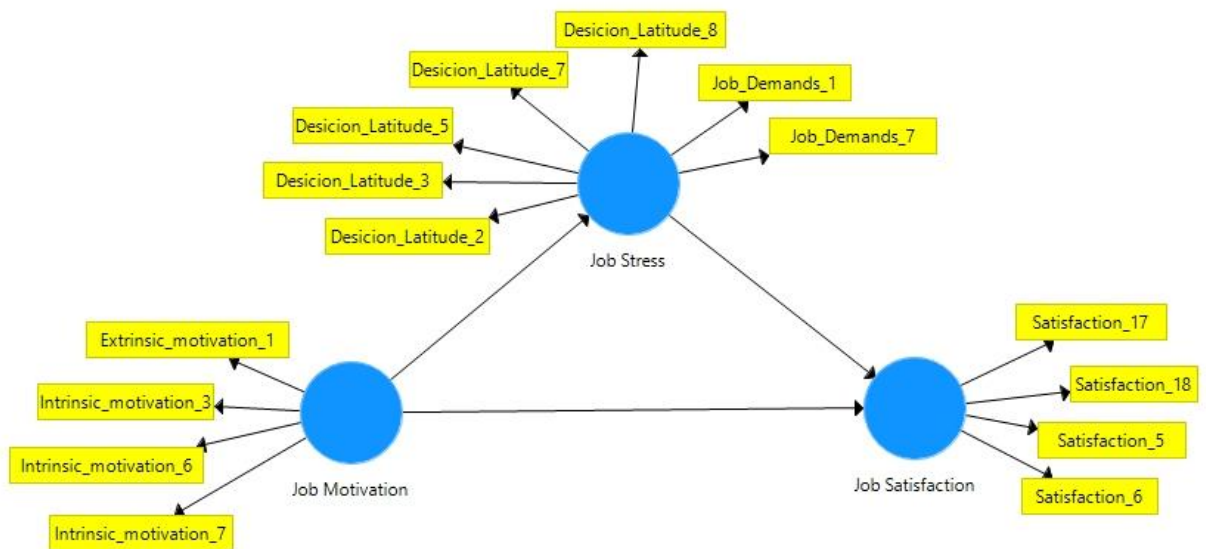 Desicion_Latitude_8
Desicion_Latitude_7
Job_Demands_1
Desicion_Latitude_5
Job_Demands_7
Desicion_Latitude_3
Desicion_Latitude_2
Job Stress
Extrinsic_motivation_1
Intrinsic_motivation_3
Intrinsic_motivation_6
Intrinsic_motivation_7
Job Motivation
Satisfaction_17
Satisfaction_18
Satisfaction_5
Satisfaction_6
Job Satisfaction